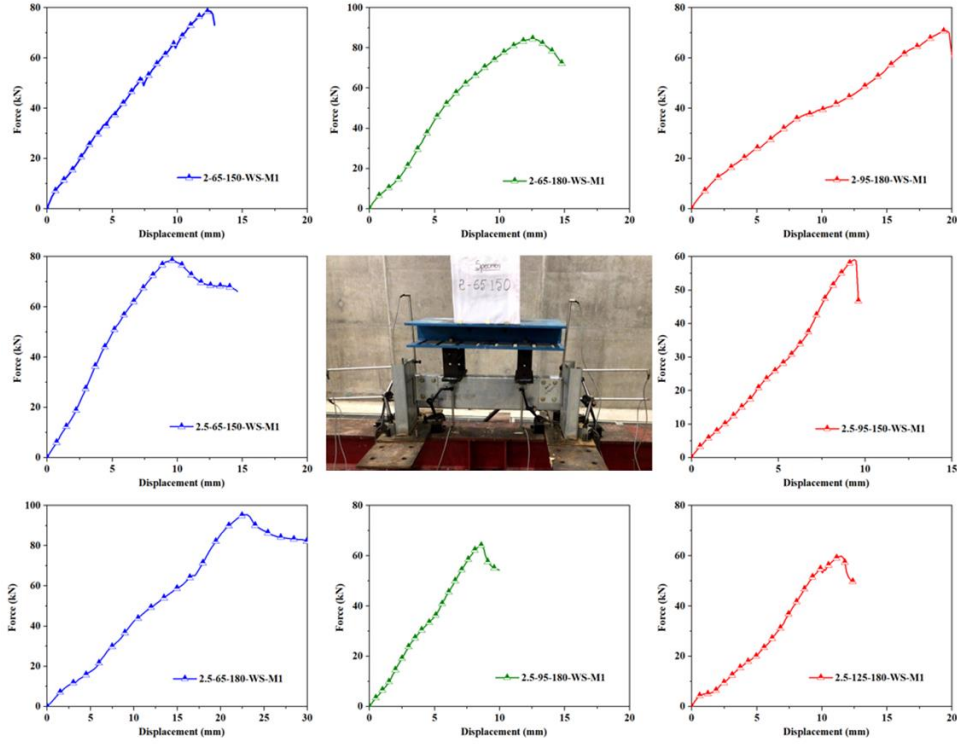 80
60
40
20
0
Force (kN)
2-65-150-WS-M1
0 5 10 15 20
Displacement (mm)
100
80
60
40
20
0
Force (kN)
2-65-180-WS-M1
0 5 10 15 20
Displacement (mm)
80
60
40
20
0
Force (kN)
2-95-180-WS-M1
0 5 10 15 20
Displacement (mm)
80
60
40
20
0
Force (kN)
2.5-65-150-WS-M1
0 5 10 15 20
Displacement (mm)
Specimen
2-65-150
60
50
40
30
20
10
0
Force (kN)
2.5-95-150-WS-M1
0 5 10 15
Displacement (mm)
100
80
60
40
20
0
Force (kN)
2.5-65-180-WS-M1
0 5 10 15 20 25 30
Displacement (mm)
80
60
40
20
0
Force (kN)
2.5-95-180-WS-M1
0 5 10 15 20
Displacement (mm)
80
60
40
20
0
Force (kN)
2.5-125-180-WS-M1
0 5 10 15 20
Displacement (mm)